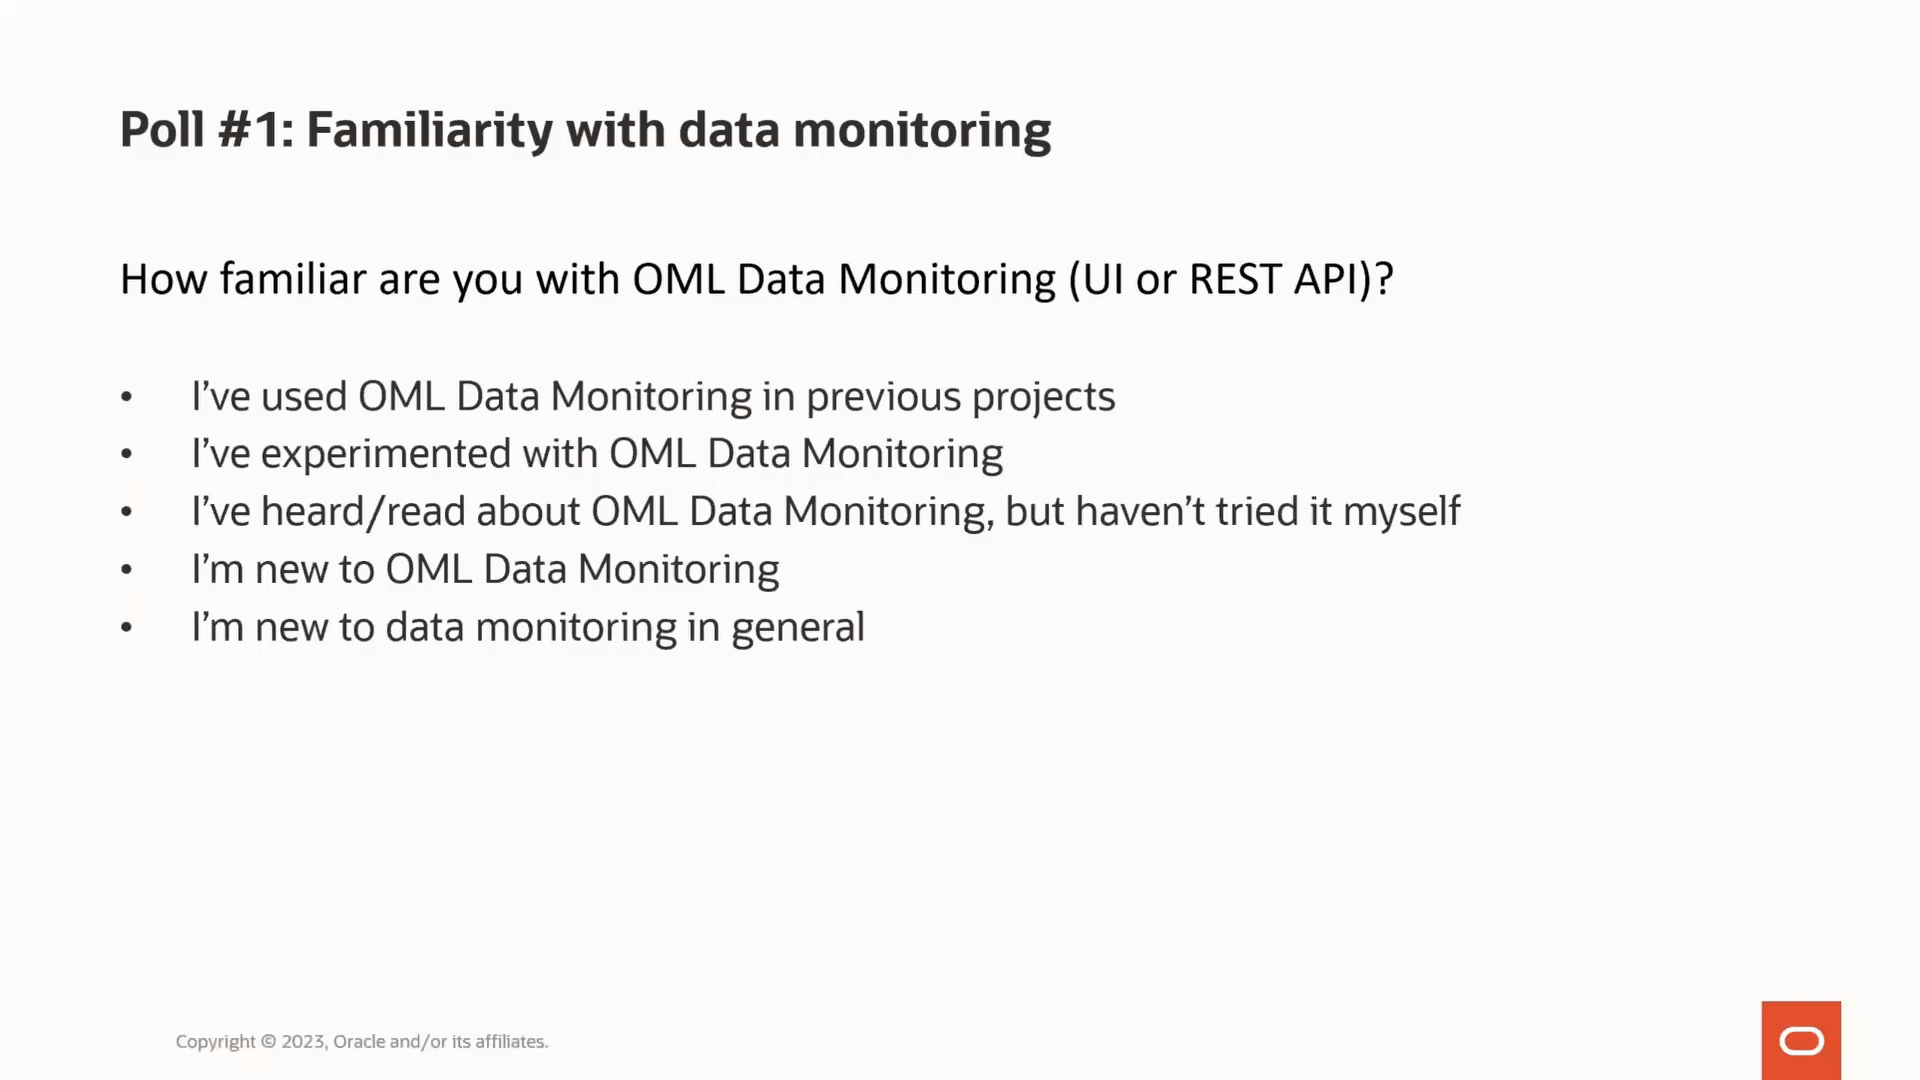 Poll #1: Familiarity with data monitoring
How familiar are you with OML Data Monitoring (UI or REST API)?
• I’ve used OML Data Monitoring in previous projects
• I’ve experimented with OML Data Monitoring
• I’ve heard/read about OML Data Monitoring, but haven’t tried it myself
• I’m new to OML Data Monitoring
• I’m new to data monitoring in general
Copyright © 2023, Oracle and/or its affiliates.